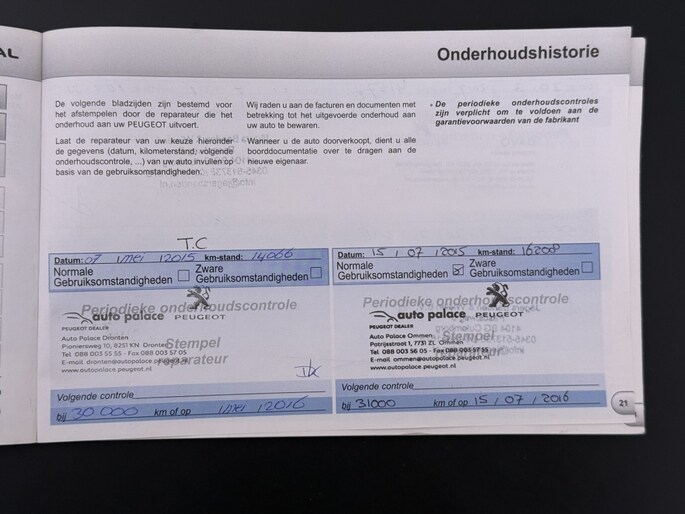 AL
Onderhoudshistorie
De volgende bladzijden zijn bestemd voor
het afstempelen door de reparateur die het
onderhoud aan uw PEUGEOT uitvoert.
Laat de reparateur van uw keuze hieronder
de gegevens (datum, kilometerstand, volgende
onderhoudscontrole, ...) van uw auto invullen op
basis van de gebruiksomstandigheden.
Wij raden u aan de facturen en documenten met
betrekking tot het uitgevoerde onderhoud aan
uw auto te bewaren.
Wanneer u de auto doorverkoopt, dient u alle
boorddocumentatie over te dragen aan de
nieuwe eigenaar.
• De periodieke onderhoudscontroles
zijn verplicht om te voldoen aan de
garantievoorwaarden van de fabrikant
T.C
Datum: 07 / mei / 2015 km-stand: 14066
Normale
Gebruiksomstandigheden
Zware
Gebruiksomstandigheden
Periodieke onderhoudscontrole
auto palace PEUGEOT
PEUGEOT DEALER
Auto Palace Dronten
Pioniersweg 10, 8251 KN Dronten
Stempel
Tel. 088 003 55 55 - Fax 088 003 57 05
reparateur
E-mail. dronten@autopalace.peugeot.nl
www.autopalace.peugeot.nl
Volgende controle
bij 30.000 km of op mei / 2016
Datum: 15 / 07 / 2015 km-stand: 16208
Normale
Gebruiksomstandigheden
Zware
Gebruiksomstandigheden
Periodieke onderhoudscontrole
auto palace PEUGEOT
PEUGEOT DEALER
Auto Palace Ommen
Stempel
Patrijsstraat 1, 7731 ZL Ommen
Tel. 088 003 56 05 - Fax 088 003 57 55
E-mail. ommen@autopalace.peugeot.nl
www.autopalace.peugeot.nl
Volgende controle
bij 31000 km of op 15 / 07 / 2016
21